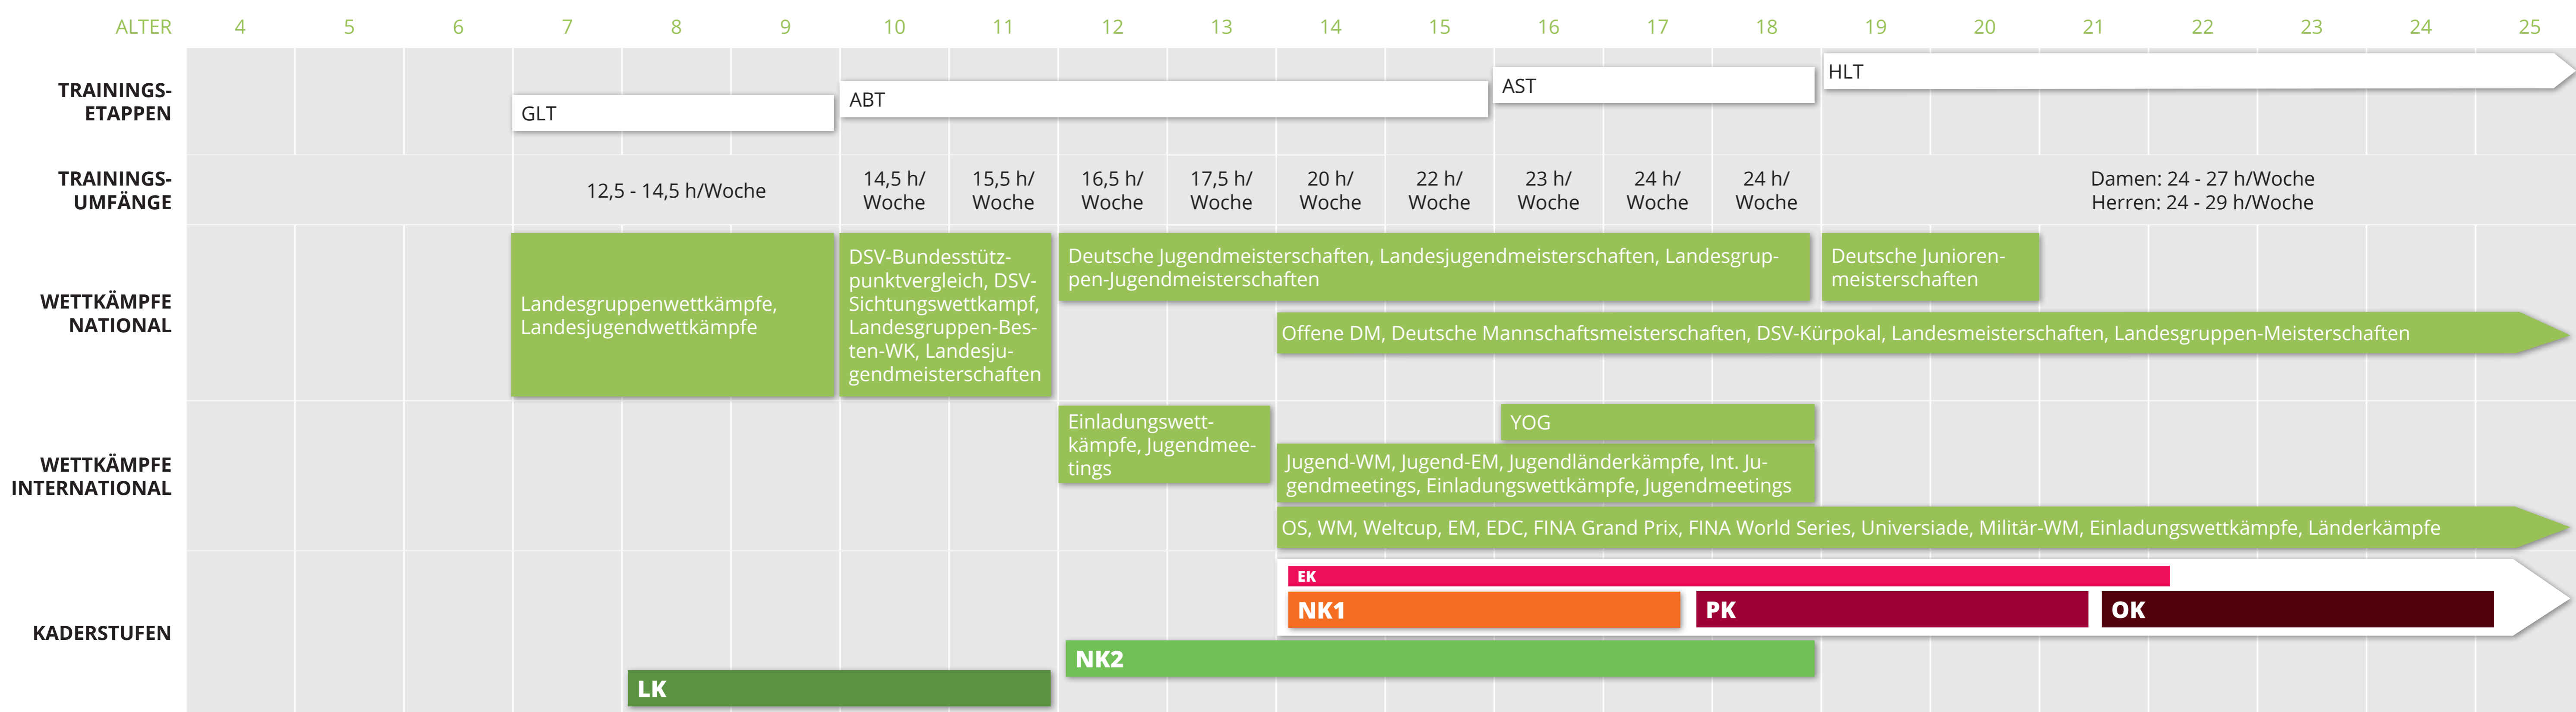 ALTER 4 5 6 7 8 9 10 11 12 13 14 15 16 17 18 19 20 21 22 23 24 25
TRAININGS-
ETAPPEN
GLT
ABT
AST
HLT
TRAININGS-
UMFÄNGE
12,5 - 14,5 h/Woche
14,5 h/
Woche
15,5 h/
Woche
16,5 h/
Woche
17,5 h/
Woche
20 h/
Woche
22 h/
Woche
23 h/
Woche
24 h/
Woche
24 h/
Woche
Damen: 24 - 27 h/Woche
Herren: 24 - 29 h/Woche
WETTKÄMPFE
NATIONAL
Landesgruppenwettkämpfe,
Landesjugendwettkämpfe
DSV-Bundesstütz-
punktvergleich, DSV-
Sichtungswettkampf,
Landesgruppen-Bes-
ten-WK, Landesju-
gendmeisterschaften
Deutsche Jugendmeisterschaften, Landesjugendmeisterschaften, Landesgrup-
pen-Jugendmeisterschaften
Deutsche Junioren-
meisterschaften
Offene DM, Deutsche Mannschaftsmeisterschaften, DSV-Kürpokal, Landesmeisterschaften, Landesgruppen-Meisterschaften
WETTKÄMPFE
INTERNATIONAL
Einladungswett-
kämpfe, Jugendmee-
tings
YOG
Jugend-WM, Jugend-EM, Jugendländerkämpfe, Int. Ju-
gendmeetings, Einladungswettkämpfe, Jugendmeetings
OS, WM, Weltcup, EM, EDC, FINA Grand Prix, FINA World Series, Universiade, Militär-WM, Einladungswettkämpfe, Länderkämpfe
KADERSTUFEN
EK
NK1
PK
OK
NK2
LK